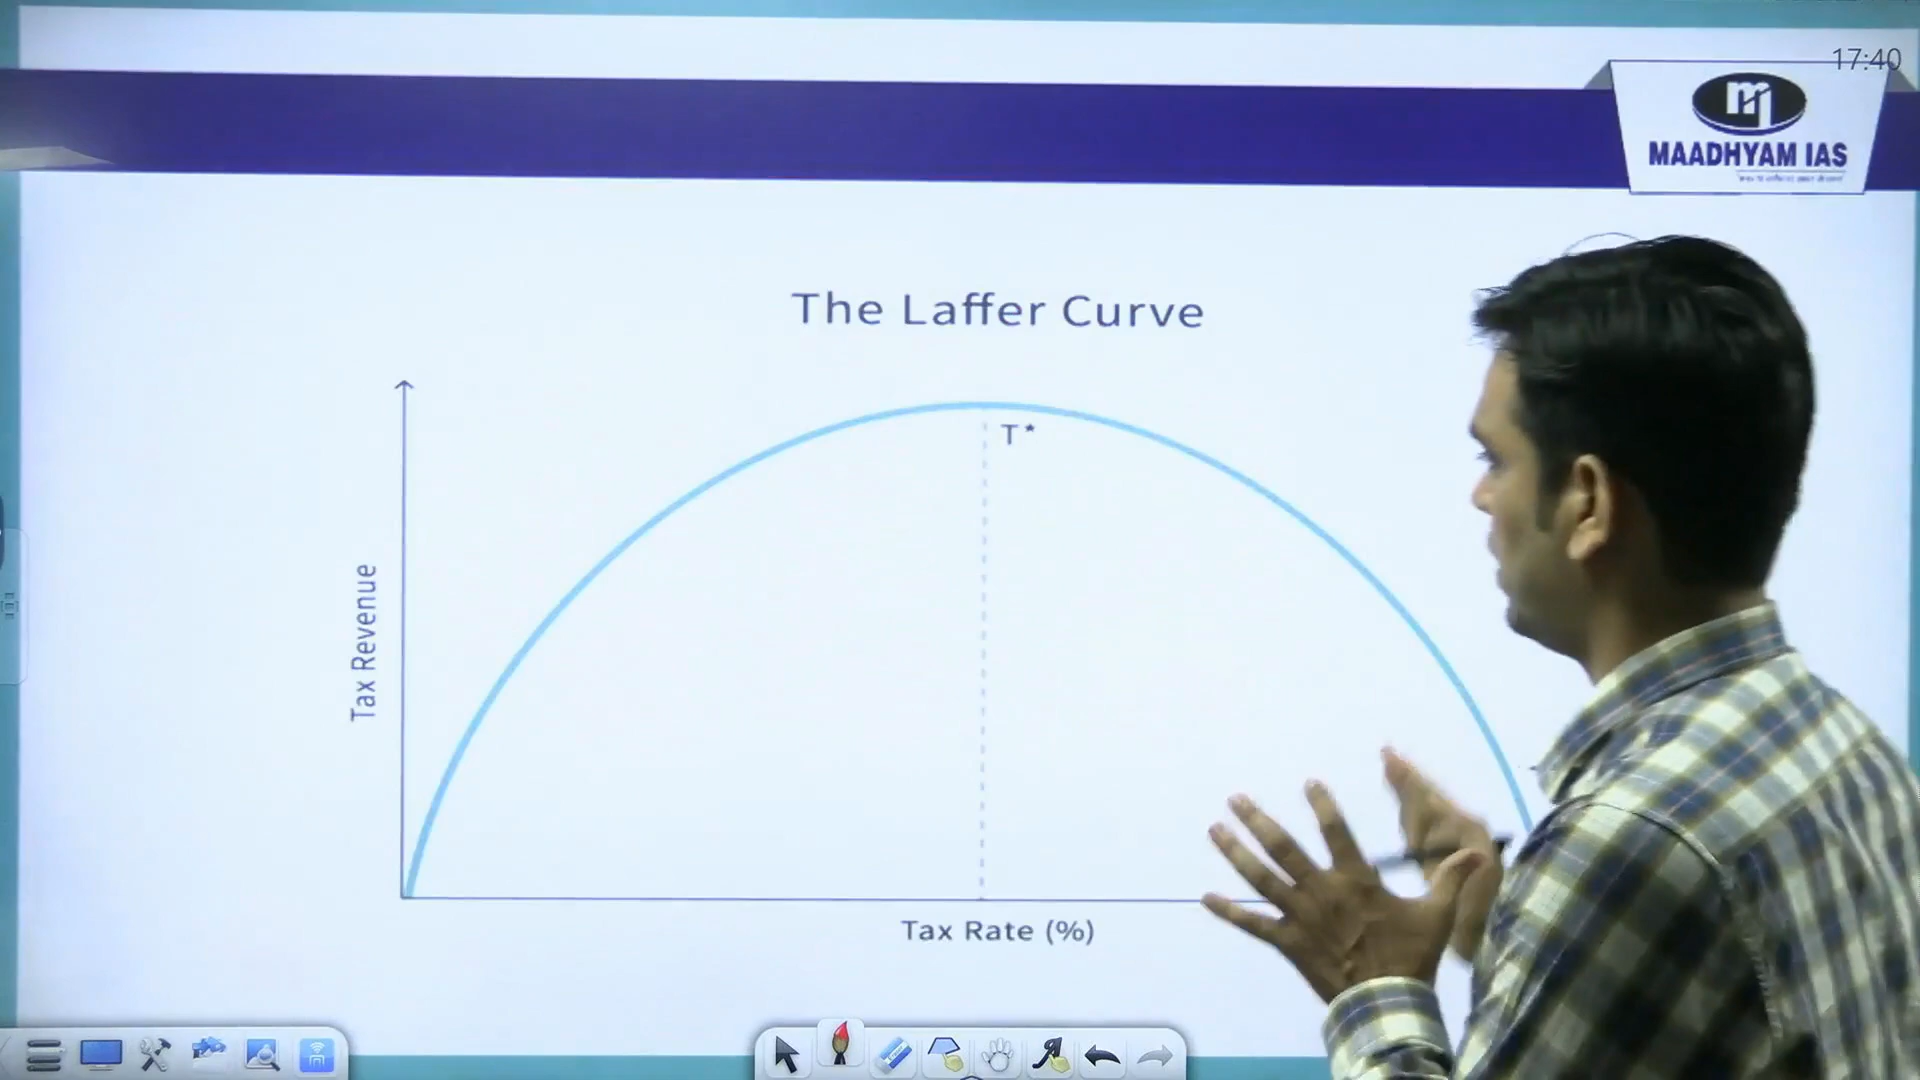 17:40
MAADHYAM IAS
The Laffer Curve
T*
Tax Revenue
Tax Rate (%)